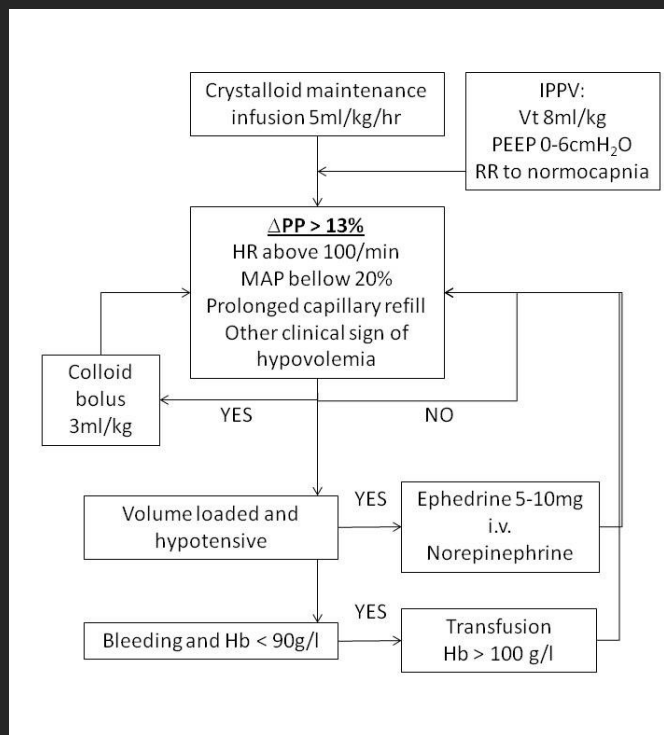 Crystalloid maintenance
infusion 5ml/kg/hr
IPPV:
Vt 8ml/kg
PEEP 0-6cmH₂O
RR to normocapnia
∆PP > 13%
HR above 100/min
MAP bellow 20%
Prolonged capillary refill
Other clinical sign of
hypovolemia
Colloid
bolus
3ml/kg
YES
NO
Volume loaded and
hypotensive
YES
Ephedrine 5-10mg
i.v.
Norepinephrine
Bleeding and Hb < 90g/l
YES
Transfusion
Hb > 100 g/l